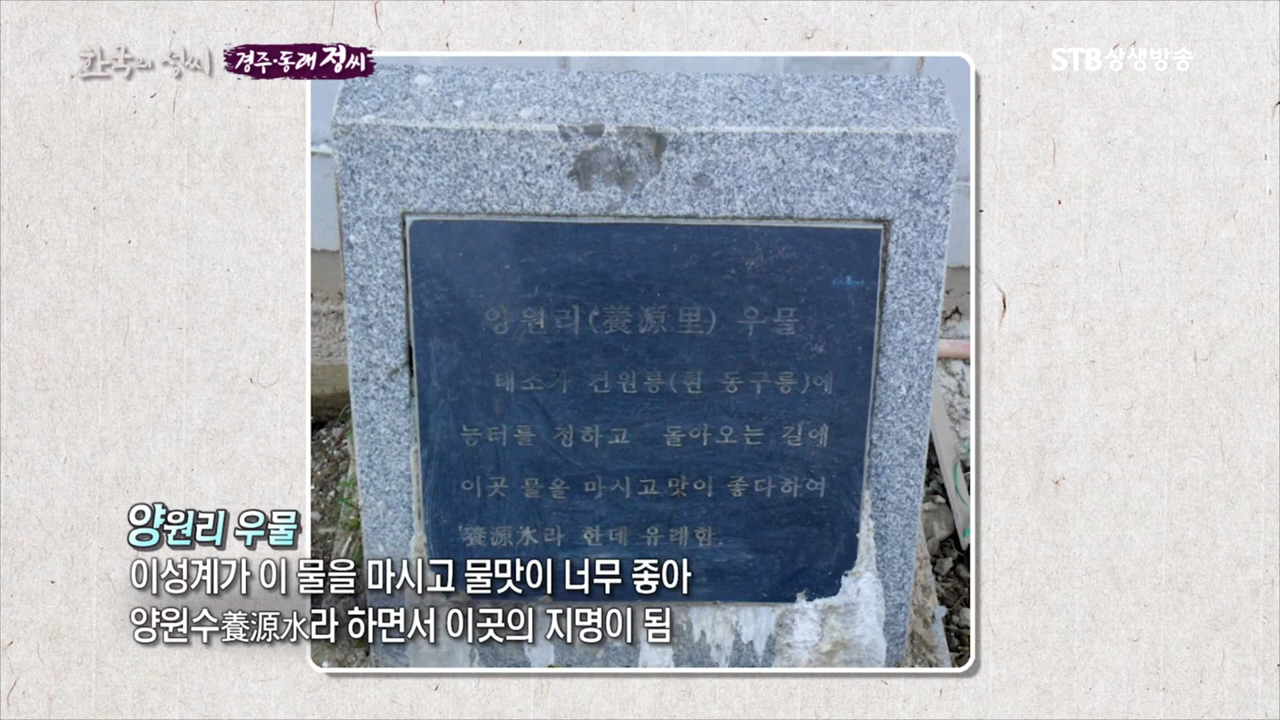 한국의 성씨
경주·동래 정씨
STB상생방송
양원리(養源里) 우물
태조가 건원릉(현 동구릉)에
능터를 정하고 돌아오는 길에
이곳 물을 마시고 맛이 좋다하여
養源水라 한데 유래함.
양원리 우물
이성계가 이 물을 마시고 물맛이 너무 좋아
양원수養源水라 하면서 이곳의 지명이 됨